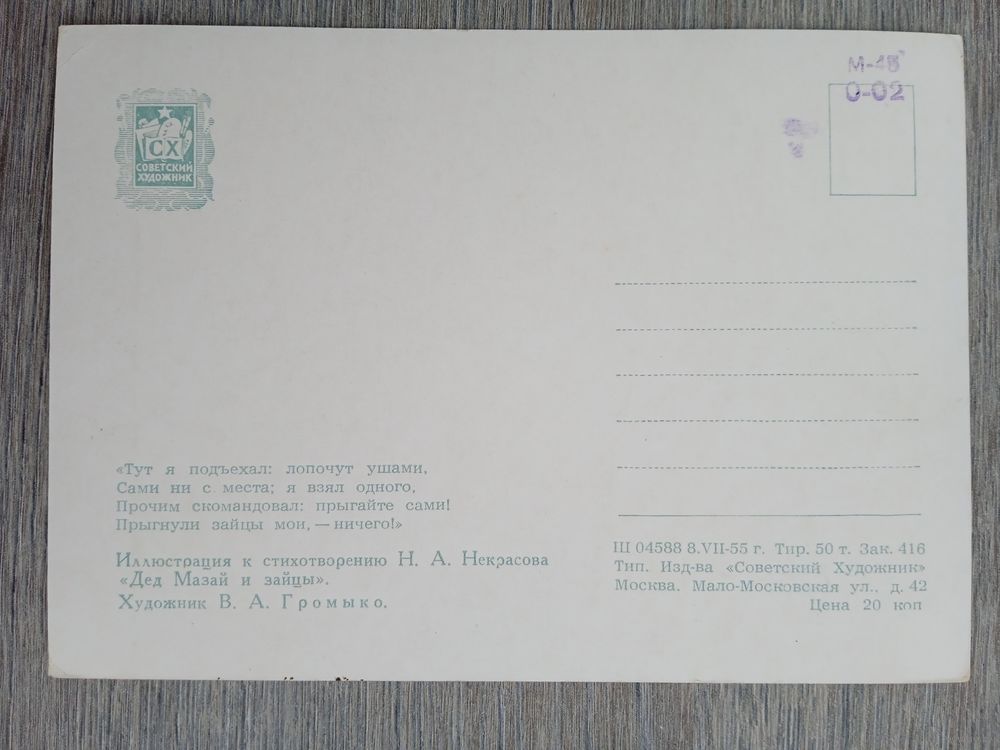 СХ
СОВЕТСКИЙ
ХУДОЖНИК
0-02
«Тут я подъехал: лопочут ушами,
Сами ни с места; я взял одного,
Прочим скомандовал: прыгайте сами!
Прыгнули зайцы мои, — ничего!»
Иллюстрация к стихотворению Н. А. Некрасова
«Дед Мазай и зайцы».
Художник В. А. Громыко.
Ш 04588 8.VII-55 г. Тир. 50 т. Зак. 416
Тип. Изд-ва «Советский Художник»
Москва. Мало-Московская ул., д. 42
Цена 20 коп